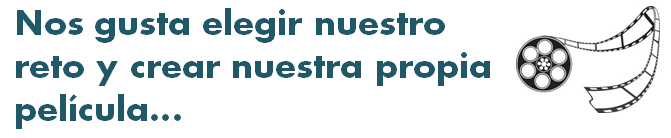 Nos gusta elegir nuestro
reto y crear nuestra propia
película...